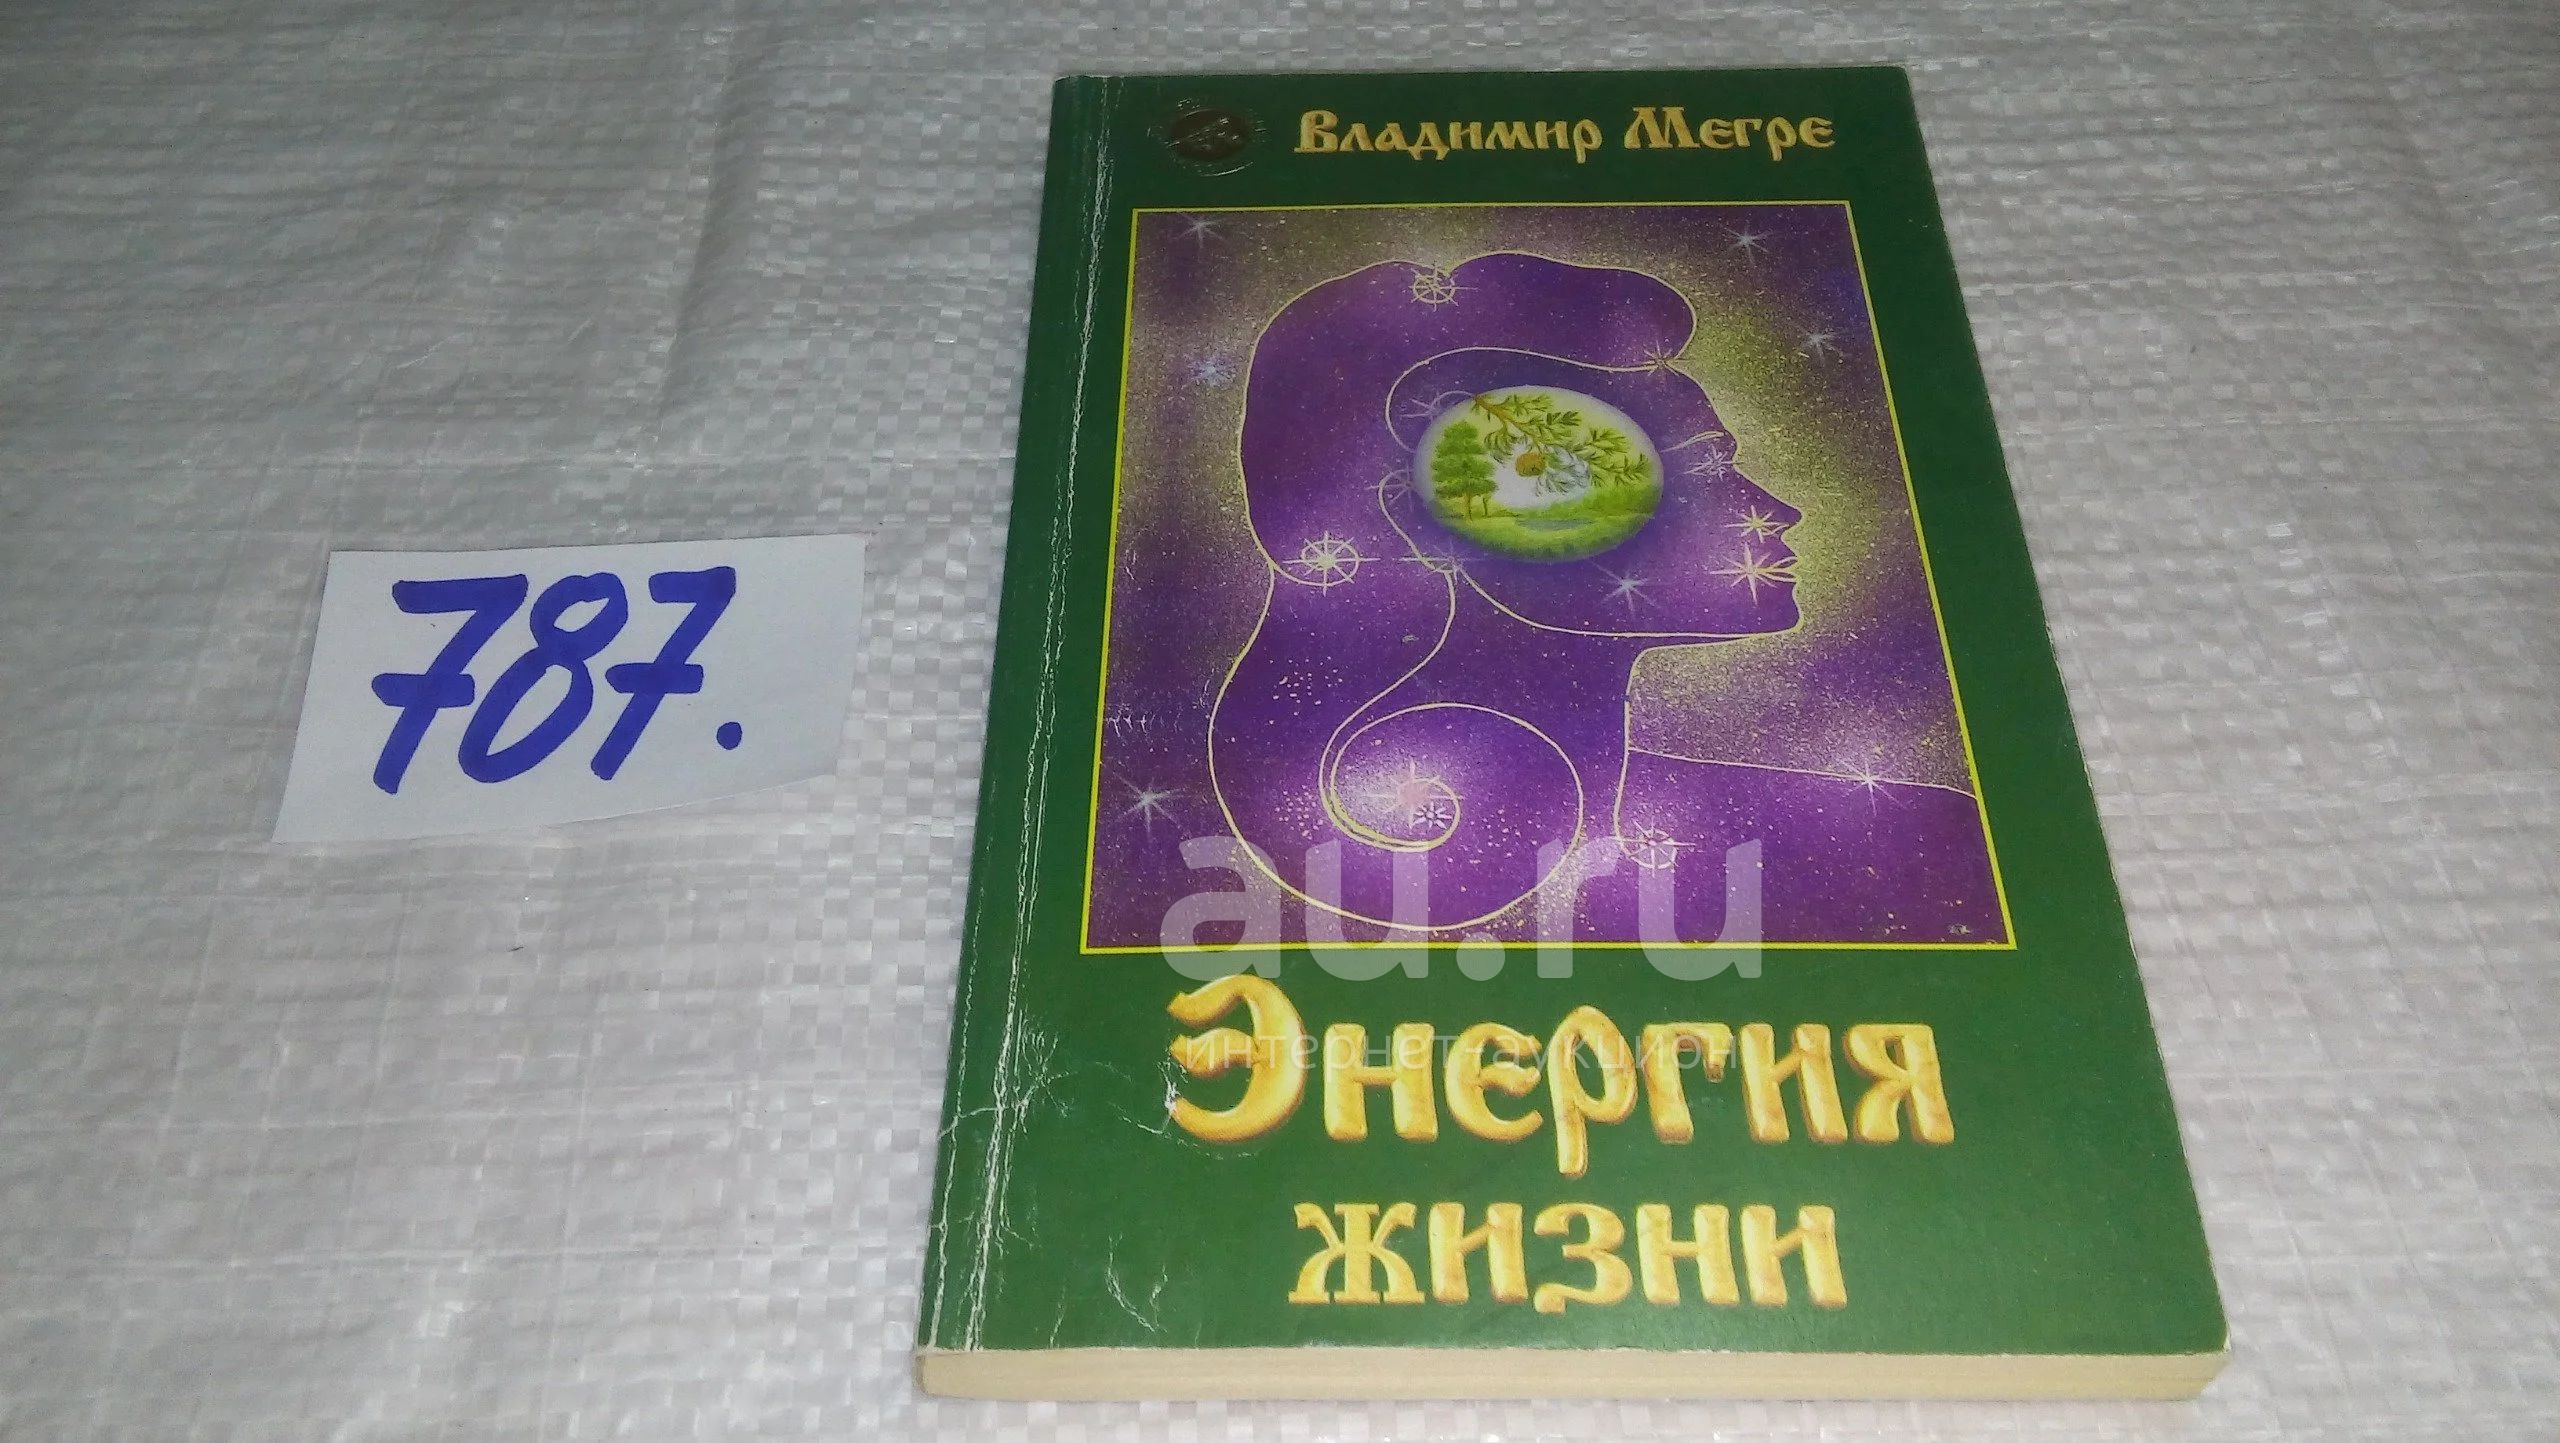 Владимир Мегре
787.
au.ru
интернет-аукцион
Энергия
жизни